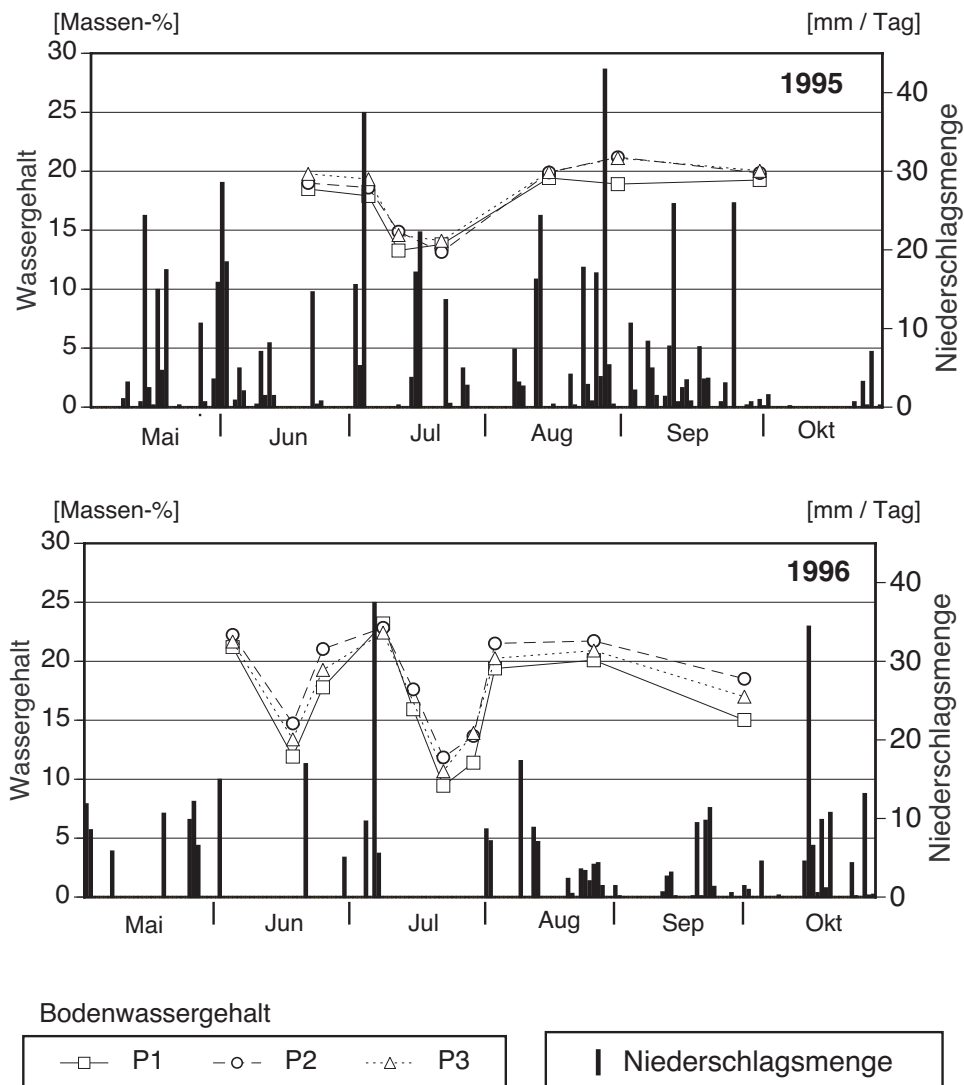 [Massen-%] [mm / Tag]
30
1995
40
25
20
30
15
20
10
10
5
0 0
Wassergehalt
Niederschlagsmenge
Mai Jun Jul Aug Sep Okt
[Massen-%] [mm / Tag]
30
1996
40
25
20
30
15
20
10
10
5
0 0
Wassergehalt
Niederschlagsmenge
Mai Jun Jul Aug Sep Okt
Bodenwassergehalt
P1 P2 P3
Niederschlagsmenge